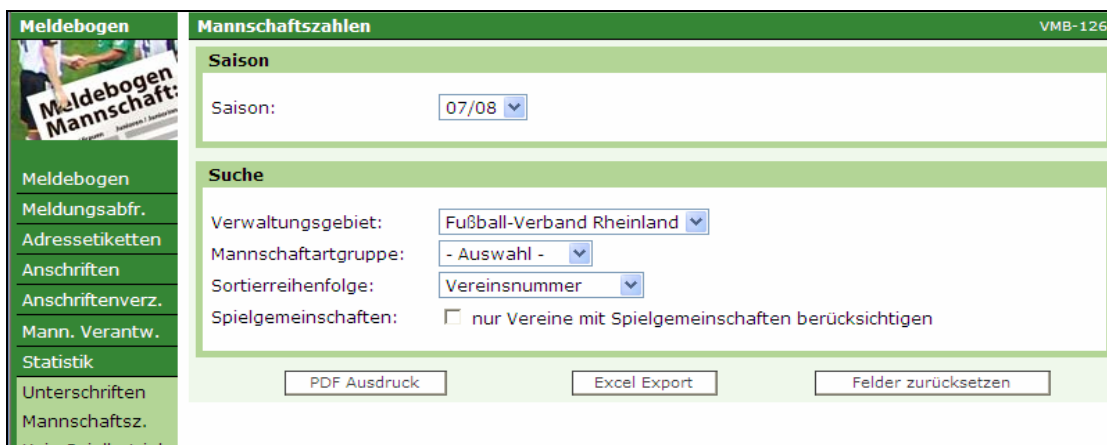 Meldebogen
Mannschaftszahlen
VMB-126
Meldebogen
Mannschaft:
Saison
Saison:
07/08
Suche
Verwaltungsgebiet:
Fußball-Verband Rheinland
Mannschaftartgruppe:
- Auswahl -
Sortierreihenfolge:
Vereinsnummer
Spielgemeinschaften:
nur Vereine mit Spielgemeinschaften berücksichtigen
PDF Ausdruck
Excel Export
Felder zurücksetzen
Meldebogen
Meldungsabfr.
Adressetiketten
Anschriften
Anschriftenverz.
Mann. Verantw.
Statistik
Unterschriften
Mannschaftsz.